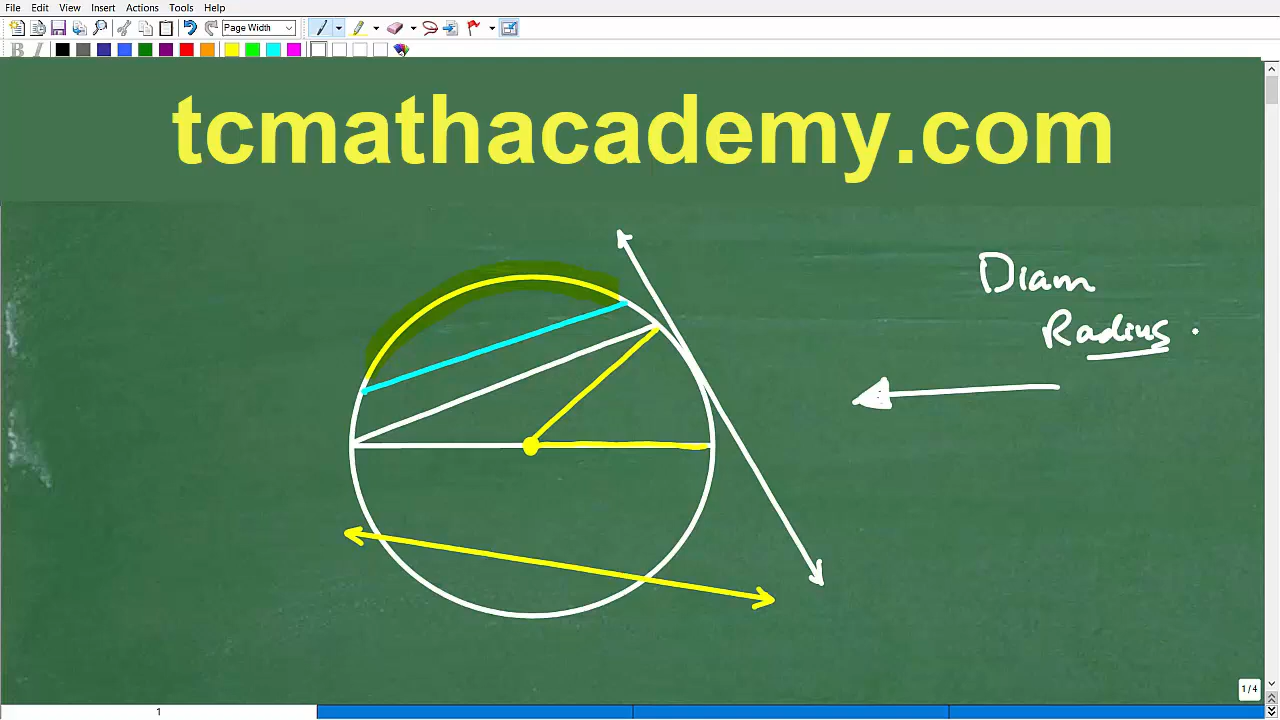 File Edit View Insert Actions Tools Help
Page Width
B I
tcmathacademy.com
Diam
Radius
1/4
1